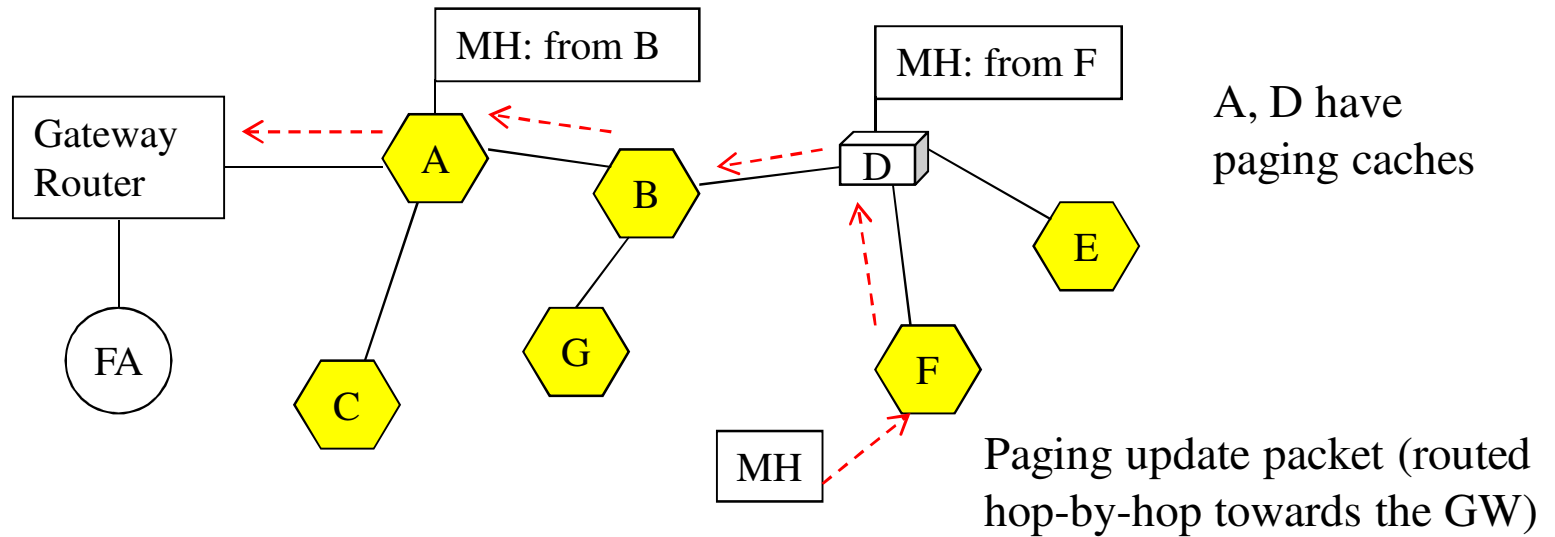 MH: from B
MH: from F
Gateway
Router
A
B
D
A, D have
paging caches
E
FA
C
G
F
MH
Paging update packet (routed
hop-by-hop towards the GW)